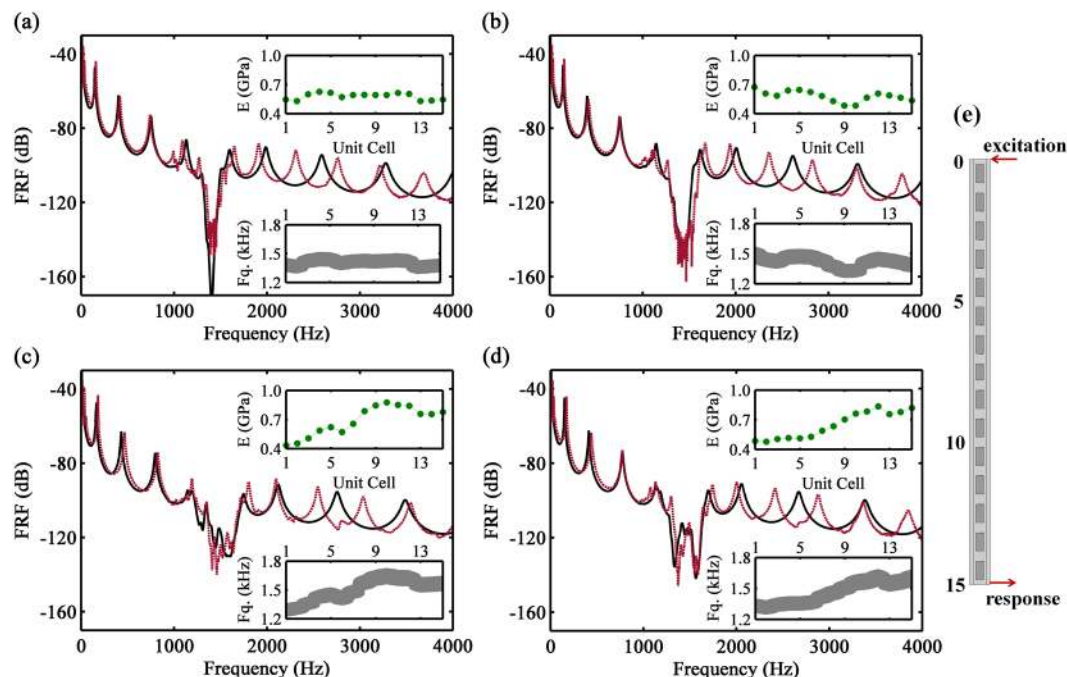 (a)
-40
-80
-120
-160
FRF (dB)
0 1000 2000 3000 4000
Frequency (Hz)
1.0
0.7
0.4
E (GPa)
1 5 9 13
Unit Cell
1 5 9 13
1.8
1.5
1.2
Fq. (kHz)
(b)
-40
-80
-120
-160
FRF (dB)
0 1000 2000 3000 4000
Frequency (Hz)
1.0
0.7
0.4
E (GPa)
1 5 9 13
Unit Cell
1 5 9 13
1.8
1.5
1.2
Fq. (kHz)
(c)
-40
-80
-120
-160
FRF (dB)
0 1000 2000 3000 4000
Frequency (Hz)
1.0
0.7
0.4
E (GPa)
1 5 9 13
Unit Cell
1 5 9 13
1.8
1.5
1.2
Fq. (kHz)
(d)
-40
-80
-120
-160
FRF (dB)
0 1000 2000 3000 4000
Frequency (Hz)
1.0
0.7
0.4
E (GPa)
1 5 9 13
Unit Cell
1 5 9 13
1.8
1.5
1.2
Fq. (kHz)
(e)
excitation
0
5
10
15
response